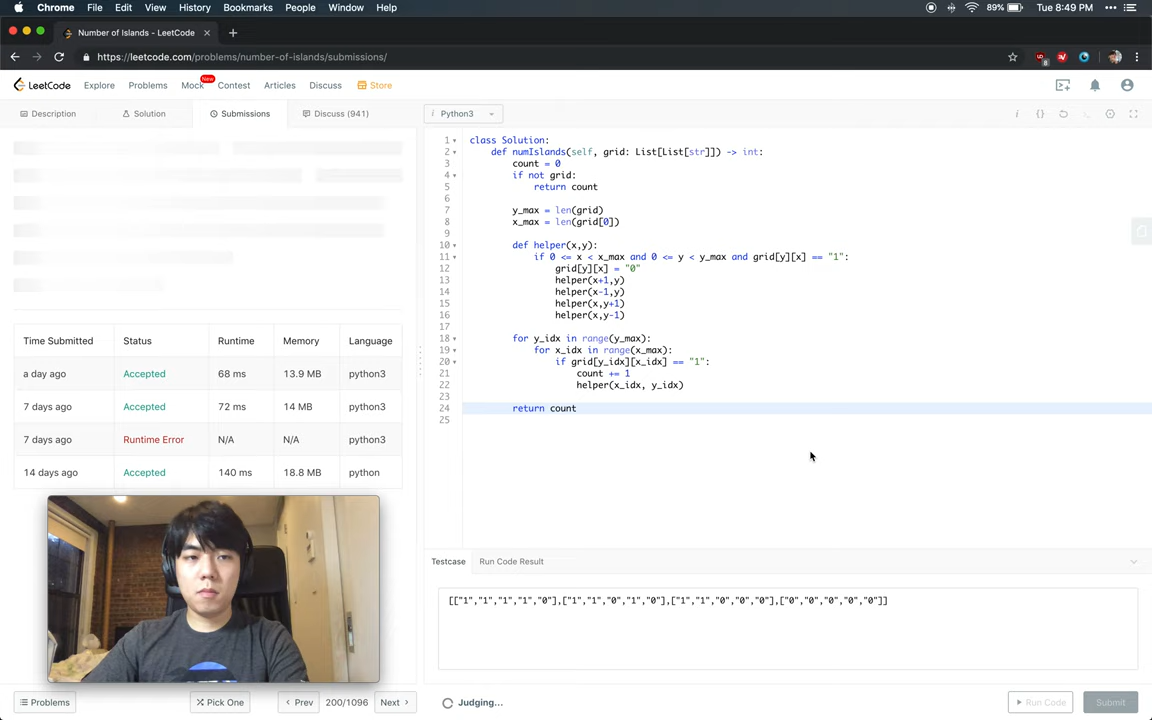 Chrome File Edit View History Bookmarks People Window Help 89% Tue 8:49 PM
Number of Islands - LeetCode
https://leetcode.com/problems/number-of-islands/submissions/
LeetCode Explore Problems Mock New Contest Articles Discuss Store
Description Solution Submissions Discuss (941) i Python3
1 class Solution:
2 def numIslands(self, grid: List[List[str]]) -> int:
3 count = 0
4 if not grid:
5 return count
6
7 y_max = len(grid)
8 x_max = len(grid[0])
9
10 def helper(x,y):
11 if 0 <= x < x_max and 0 <= y < y_max and grid[y][x] == "1":
12 grid[y][x] = "0"
13 helper(x+1,y)
14 helper(x-1,y)
15 helper(x,y+1)
16 helper(x,y-1)
17
18 for y_idx in range(y_max):
19 for x_idx in range(x_max):
20 if grid[y_idx][x_idx] == "1":
21 count += 1
22 helper(x_idx, y_idx)
23
24 return count
25
Time Submitted Status Runtime Memory Language
a day ago Accepted 68 ms 13.9 MB python3
7 days ago Accepted 72 ms 14 MB python3
7 days ago Runtime Error N/A N/A python3
14 days ago Accepted 140 ms 18.8 MB python
Testcase Run Code Result
[["1","1","1","1","0"],["1","1","0","1","0"],["1","1","0","0","0"],["0","0","0","0","0"]]
Problems Pick One Prev 200/1096 Next Judging... Run Code Submit